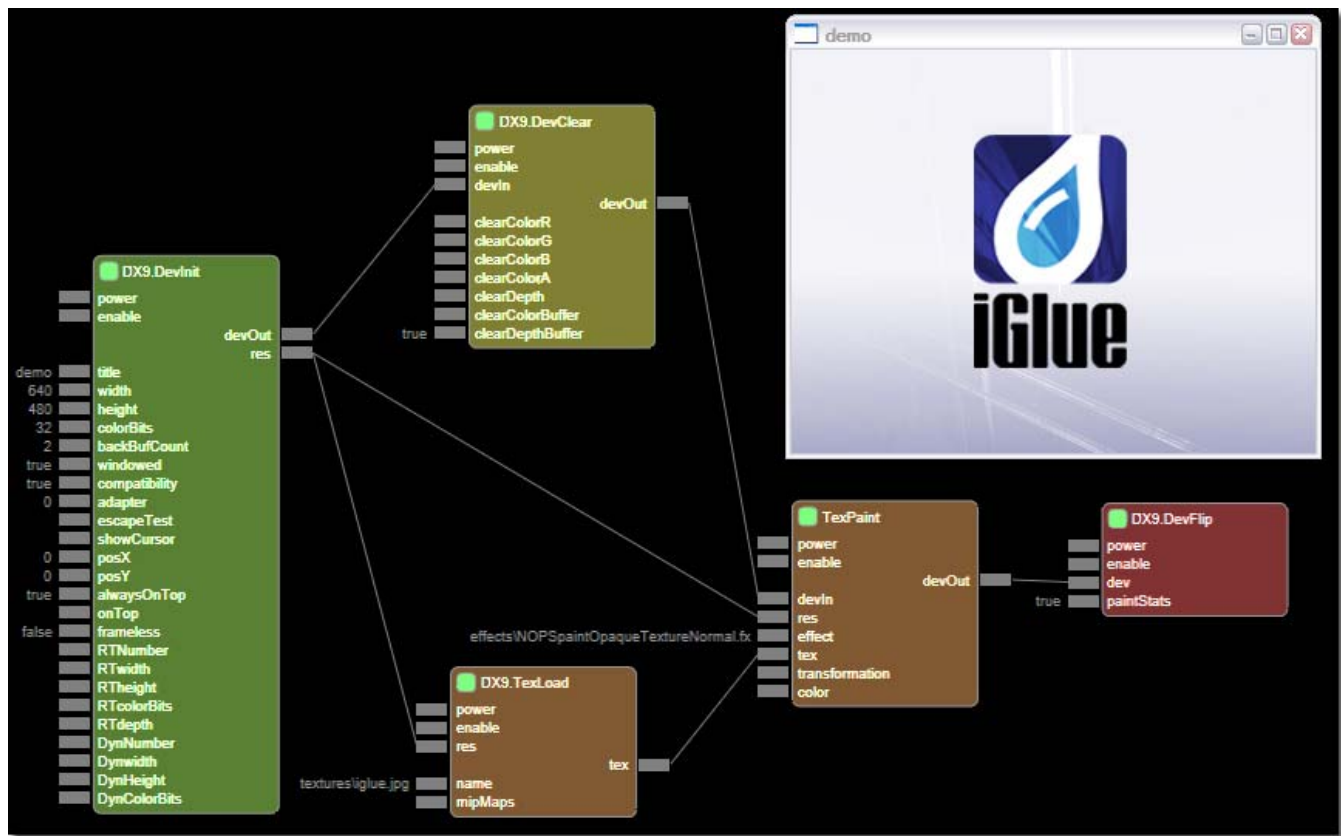 demo
iGlue
DX9.DevClear
power
enable
devIn
devOut
clearColorR
clearColorG
clearColorB
clearColorA
clearDepth
clearColorBuffer
true clearDepthBuffer
DX9.DevInit
power
enable
devOut
res
demo title
640 width
480 height
32 colorBits
2 backBufCount
true windowed
true compatibility
0 adapter
escapeTest
showCursor
0 posX
0 posY
true alwaysOnTop
onTop
false frameless
RTNumber
RTwidth
RTheight
RTcolorBits
RTdepth
DynNumber
Dynwidth
DynHeight
DynColorBits
TexPaint
power
enable
devOut
devIn
res
effects\NOPSpaintOpaqueTextureNormal.fx effect
tex
transformation
color
DX9.DevFlip
power
enable
dev
true paintStats
DX9.TexLoad
power
enable
res
tex
textures\iglue.jpg name
mipMaps